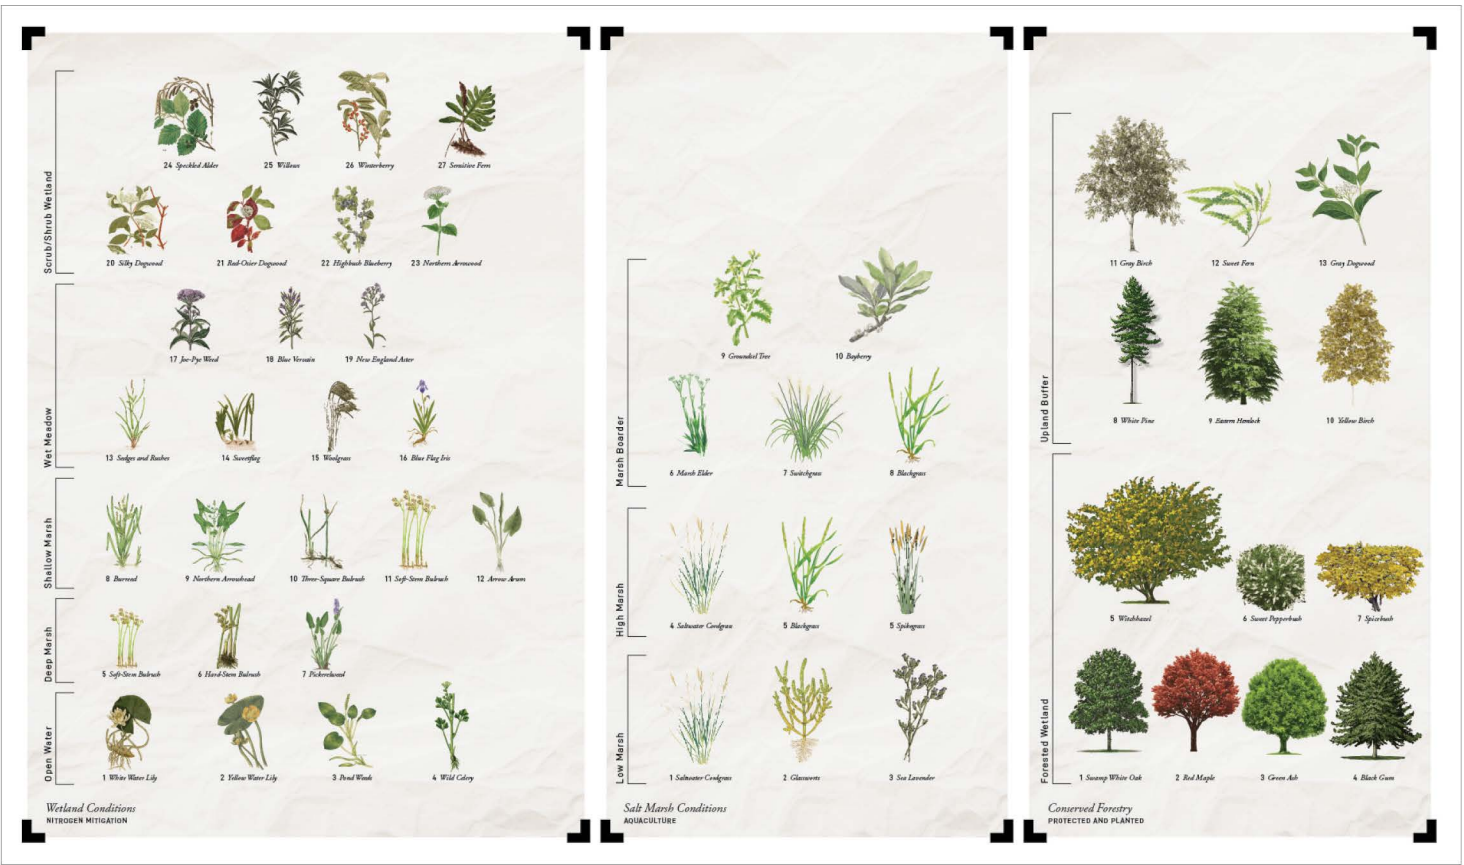 Scrub/Shrub Wetland
24 Speckled Alder
25 Willows
26 Winterberry
27 Sensitive Fern
20 Silky Dogwood
21 Red-Osier Dogwood
22 Highbush Blueberry
23 Northern Arrowood
Wet Meadow
17 Joe-Pye Weed
18 Blue Vervain
19 New England Aster
13 Sedges and Rushes
14 Sweetflag
15 Woolgrass
16 Blue Flag Iris
Shallow Marsh
8 Burreed
9 Northern Arrowhead
10 Three-Square Bulrush
11 Soft-Stem Bulrush
12 Arrow Arum
Deep Marsh
5 Soft-Stem Bulrush
6 Hard-Stem Bulrush
7 Pickerelweed
Open Water
1 White Water Lily
2 Yellow Water Lily
3 Pond Weeds
4 Wild Celery
Wetland Conditions
NITROGEN MITIGATION
Marsh Boarder
9 Groundsel Tree
10 Bayberry
6 Marsh Elder
7 Switchgrass
8 Blackgrass
High Marsh
4 Saltwater Cordgrass
5 Blackgrass
5 Spikegrass
Low Marsh
1 Saltwater Cordgrass
2 Glassworts
3 Sea Lavender
Salt Marsh Conditions
AQUACULTURE
Upland Buffer
11 Gray Birch
12 Sweet Fern
13 Gray Dogwood
8 White Pine
9 Eastern Hemlock
10 Yellow Birch
Forested Wetland
5 Witchhazel
6 Sweet Pepperbush
7 Spicebush
1 Swamp White Oak
2 Red Maple
3 Green Ash
4 Black Gum
Conserved Forestry
PROTECTED AND PLANTED